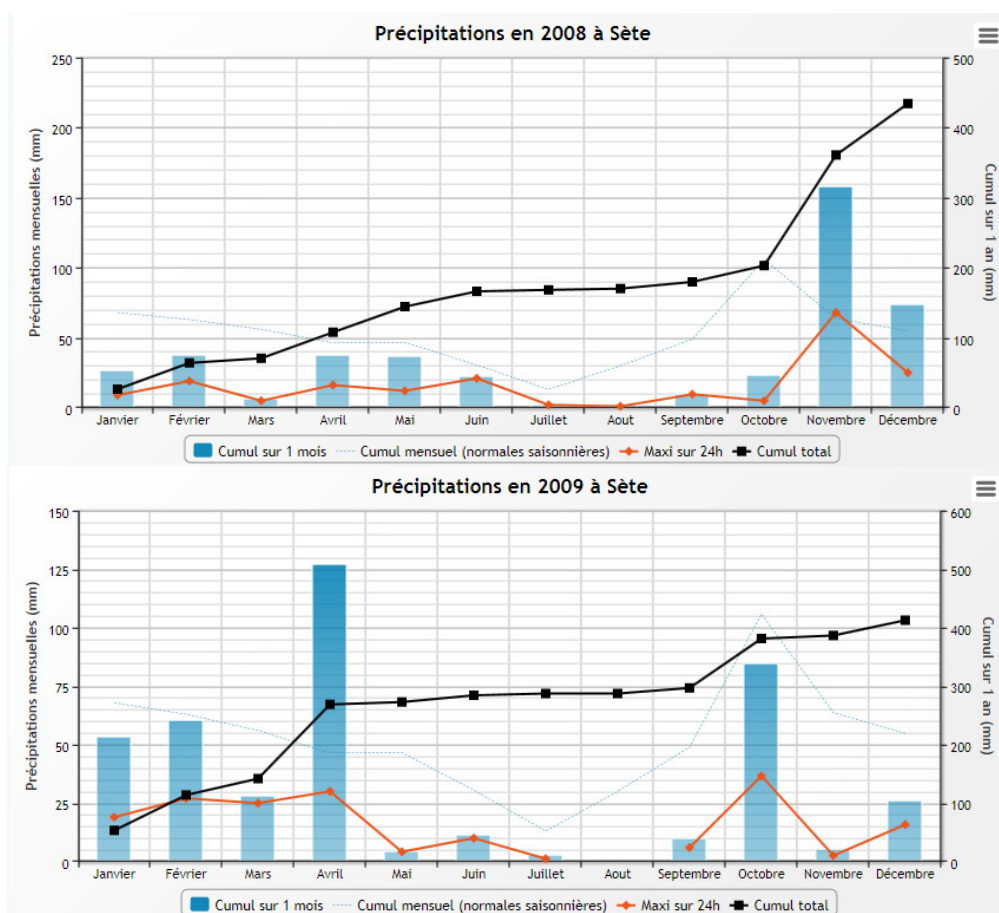 Précipitations en 2008 à Sète
Précipitations mensuelles (mm)
250
200
150
100
50
0
500
400
300
200
100
0
Cumul sur 1 an (mm)
Janvier Février Mars Avril Mai Juin Juillet Aout Septembre Octobre Novembre Décembre
Cumul sur 1 mois Cumul mensuel (normales saisonnières) Maxi sur 24h Cumul total
Précipitations en 2009 à Sète
Précipitations mensuelles (mm)
150
125
100
75
50
25
0
600
500
400
300
200
100
0
Cumul sur 1 an (mm)
Janvier Février Mars Avril Mai Juin Juillet Aout Septembre Octobre Novembre Décembre
Cumul sur 1 mois Cumul mensuel (normales saisonnières) Maxi sur 24h Cumul total